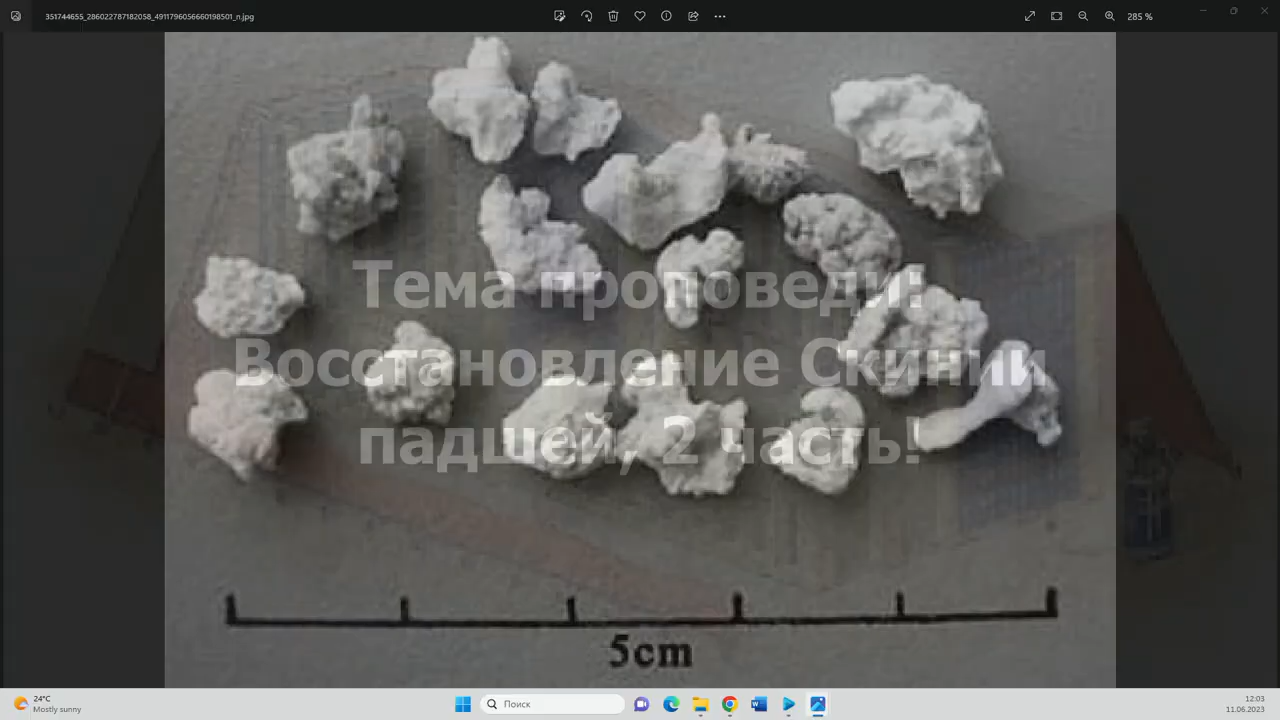 351744655_286022787182058_4911796056660198501_n.jpg
285 %
Тема проповеди:
Восстановление Скинии
падшей, 2 часть!
5cm
24°C
Mostly sunny
Поиск
12:03
11.06.2023